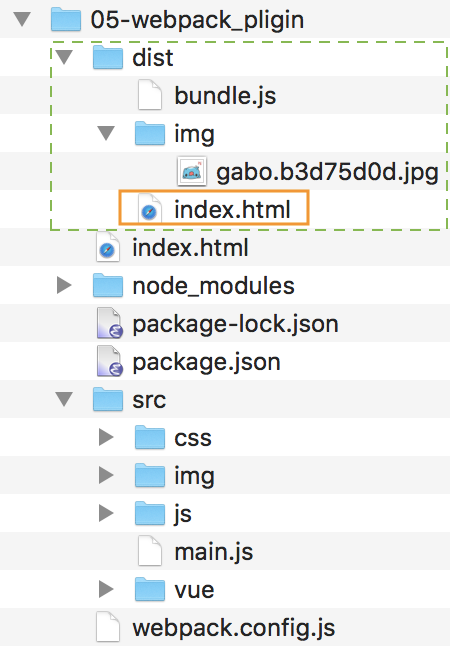 05-webpack_pligin
dist
bundle.js
img
gabo.b3d75d0d.jpg
index.html
index.html
node_modules
package-lock.json
package.json
src
css
img
js
main.js
vue
webpack.config.js